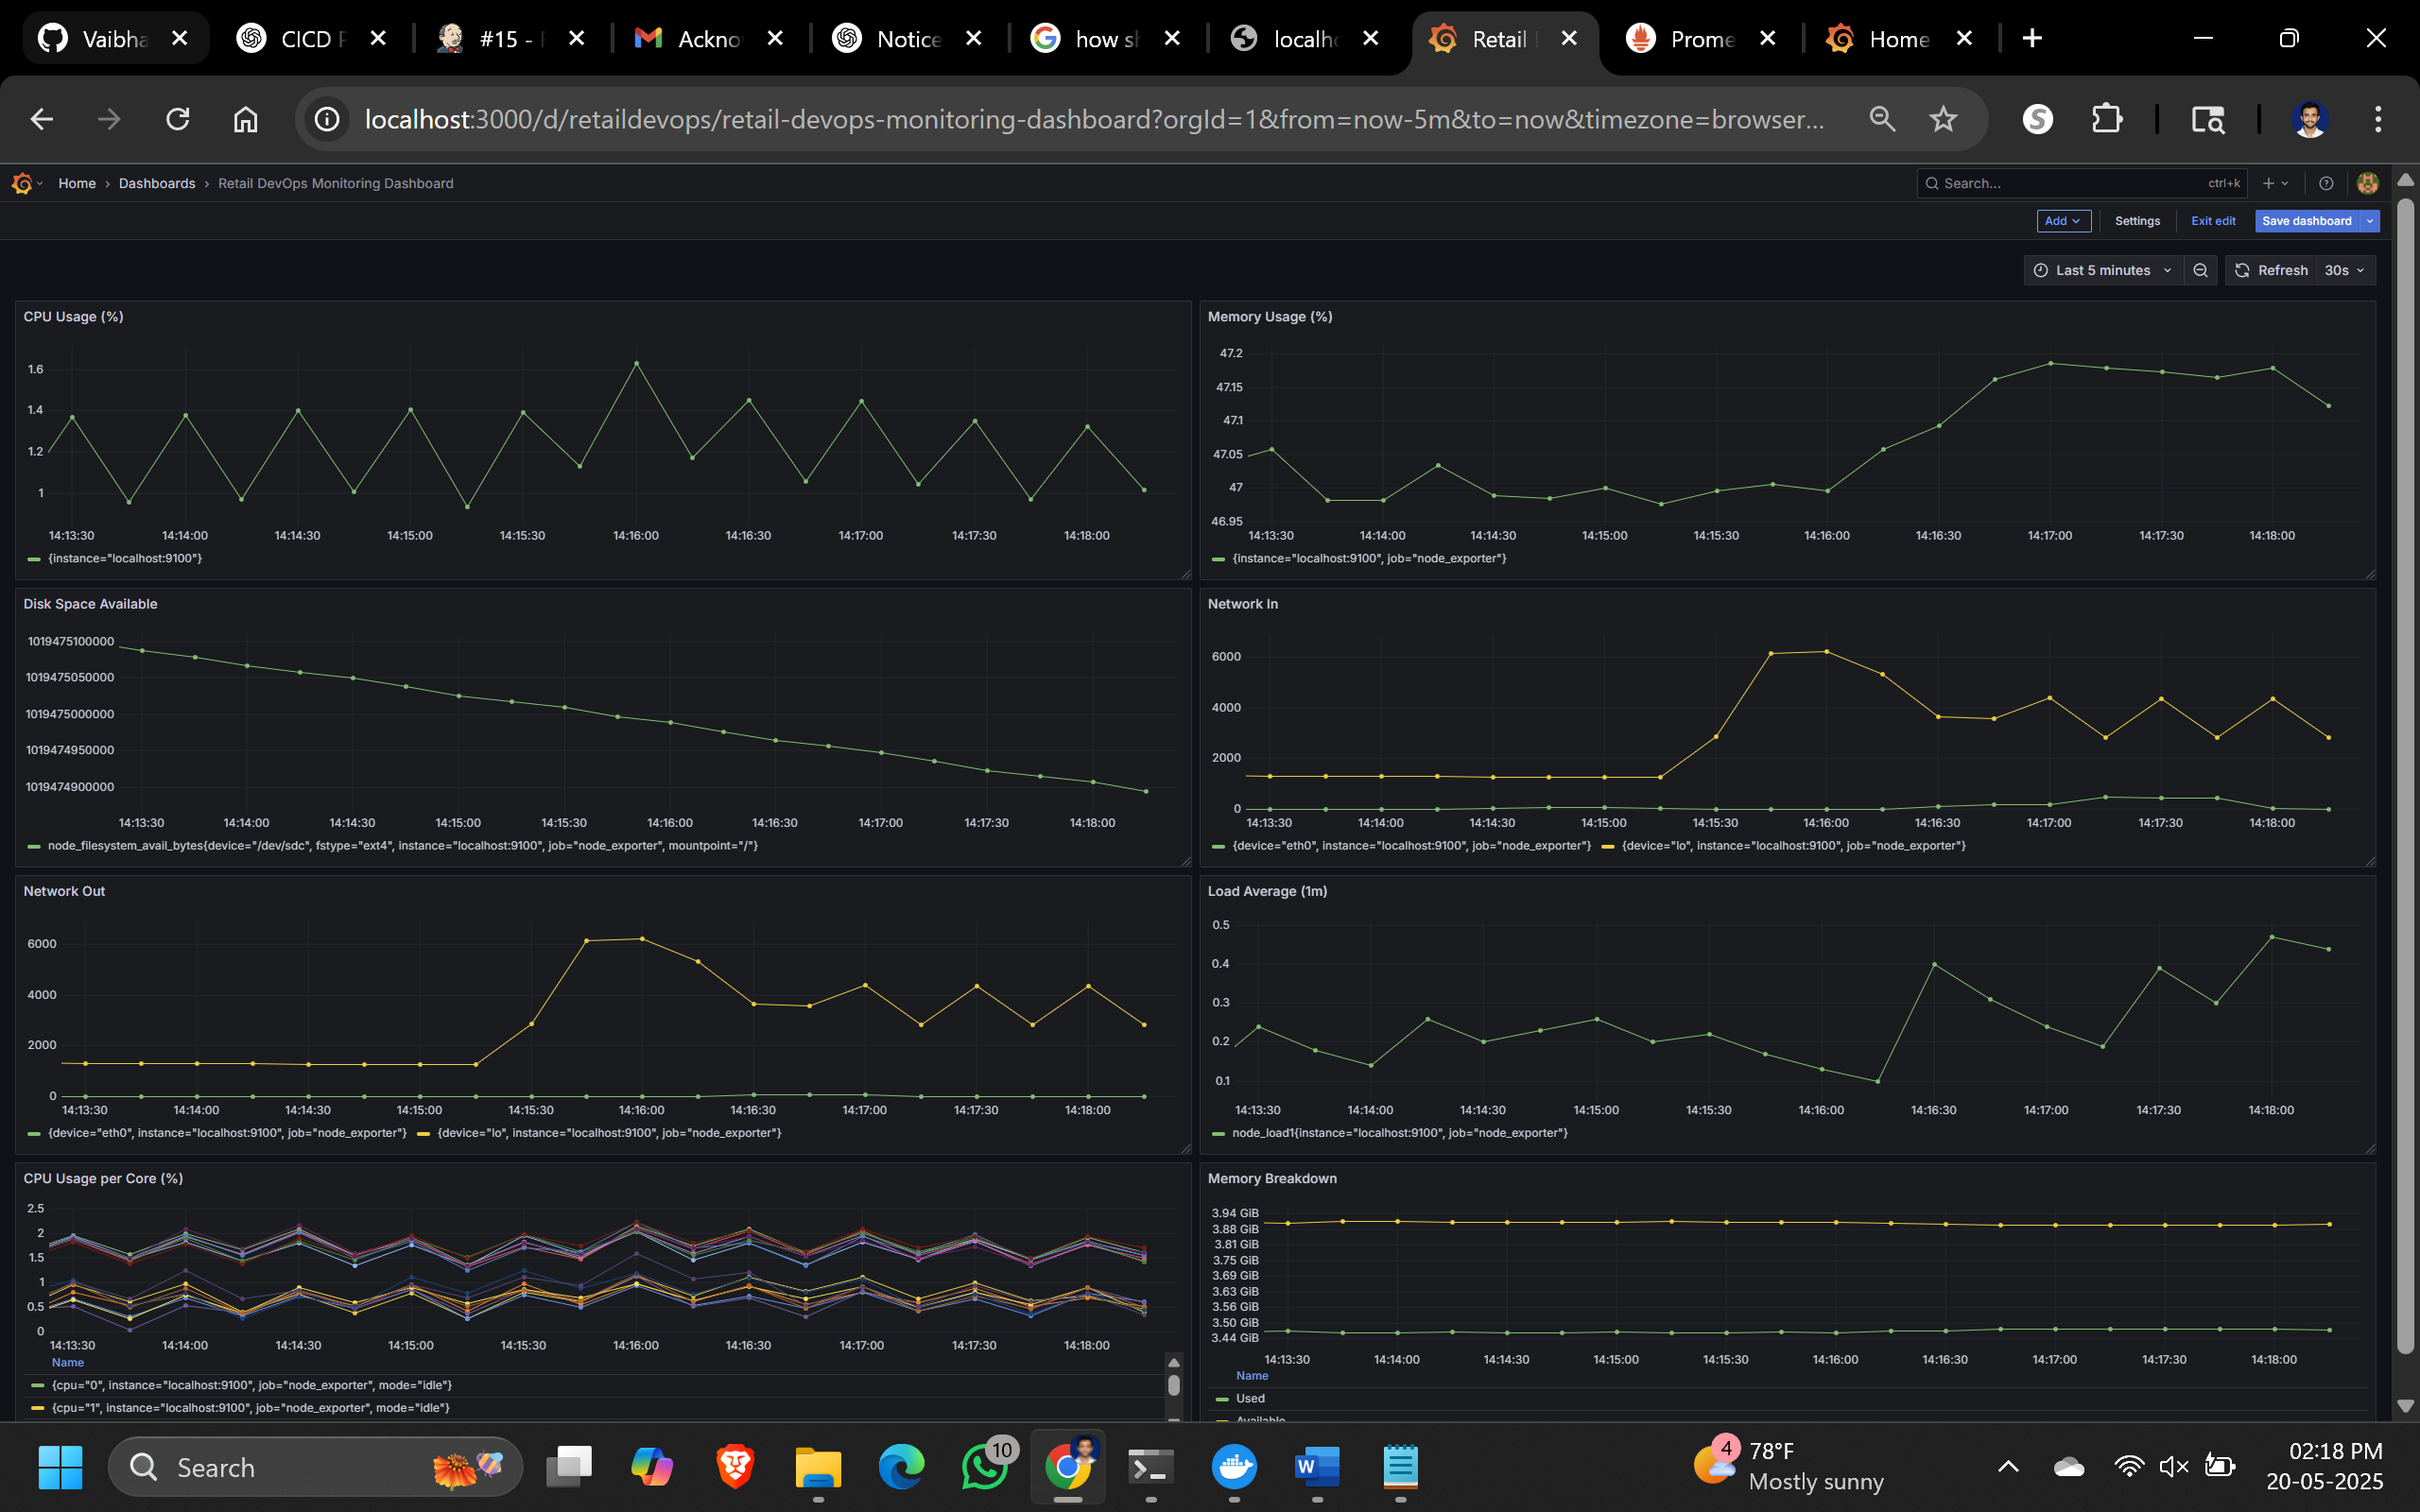 Vaibha
CICD P
#15 - F
Ackno
Notice
how sh
localho
Retail
Prome
Home
localhost:3000/d/retaildevops/retail-devops-monitoring-dashboard?orgId=1&from=now-5m&to=now&timezone=browser...
Home › Dashboards › Retail DevOps Monitoring Dashboard
Search... ctrl+k
Add Settings Exit edit Save dashboard
Last 5 minutes Refresh 30s
CPU Usage (%)
1.6
1.4
1.2
1
14:13:30 14:14:00 14:14:30 14:15:00 14:15:30 14:16:00 14:16:30 14:17:00 14:17:30 14:18:00
{instance="localhost:9100"}
Memory Usage (%)
47.2
47.15
47.1
47.05
47
46.95
14:13:30 14:14:00 14:14:30 14:15:00 14:15:30 14:16:00 14:16:30 14:17:00 14:17:30 14:18:00
{instance="localhost:9100", job="node_exporter"}
Disk Space Available
1019475100000
1019475050000
1019475000000
1019474950000
1019474900000
14:13:30 14:14:00 14:14:30 14:15:00 14:15:30 14:16:00 14:16:30 14:17:00 14:17:30 14:18:00
node_filesystem_avail_bytes{device="/dev/sdc", fstype="ext4", instance="localhost:9100", job="node_exporter", mountpoint="/"}
Network In
6000
4000
2000
0
14:13:30 14:14:00 14:14:30 14:15:00 14:15:30 14:16:00 14:16:30 14:17:00 14:17:30 14:18:00
{device="eth0", instance="localhost:9100", job="node_exporter"} {device="lo", instance="localhost:9100", job="node_exporter"}
Network Out
6000
4000
2000
0
14:13:30 14:14:00 14:14:30 14:15:00 14:15:30 14:16:00 14:16:30 14:17:00 14:17:30 14:18:00
{device="eth0", instance="localhost:9100", job="node_exporter"} {device="lo", instance="localhost:9100", job="node_exporter"}
Load Average (1m)
0.5
0.4
0.3
0.2
0.1
14:13:30 14:14:00 14:14:30 14:15:00 14:15:30 14:16:00 14:16:30 14:17:00 14:17:30 14:18:00
node_load1{instance="localhost:9100", job="node_exporter"}
CPU Usage per Core (%)
2.5
2
1.5
1
0.5
0
14:13:30 14:14:00 14:14:30 14:15:00 14:15:30 14:16:00 14:16:30 14:17:00 14:17:30 14:18:00
Name
{cpu="0", instance="localhost:9100", job="node_exporter", mode="idle"}
{cpu="1", instance="localhost:9100", job="node_exporter", mode="idle"}
Memory Breakdown
3.94 GiB
3.88 GiB
3.81 GiB
3.75 GiB
3.69 GiB
3.63 GiB
3.56 GiB
3.50 GiB
3.44 GiB
14:13:30 14:14:00 14:14:30 14:15:00 14:15:30 14:16:00 14:16:30 14:17:00 14:17:30 14:18:00
Name
Used
Available
Search
10
4
78°F
Mostly sunny
02:18 PM
20-05-2025